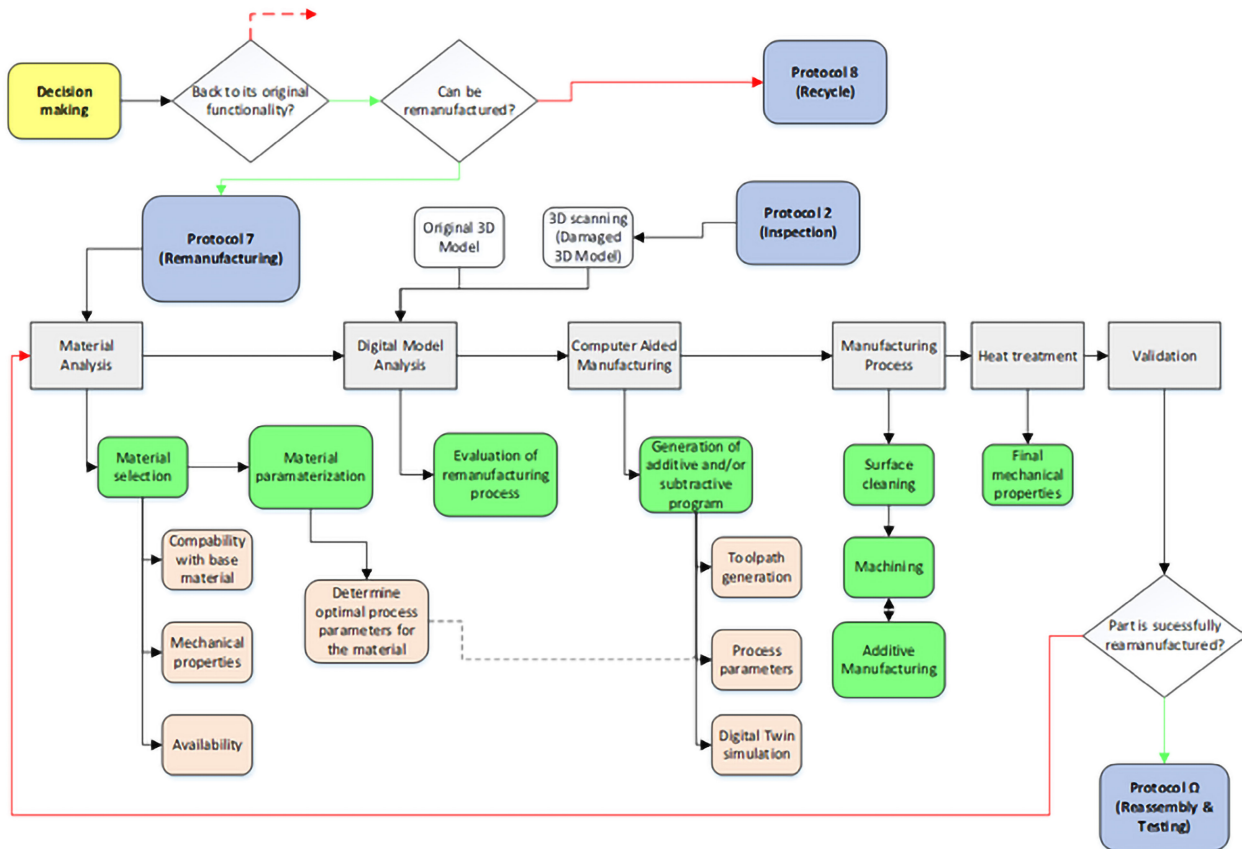 Decision
making
Back to its original
functionality?
Can be
remanufactured?
Protocol 8
(Recycle)
Protocol 7
(Remanufacturing)
Original 3D
Model
3D scanning
(Damaged
3D Model)
Protocol 2
(Inspection)
Material
Analysis
Digital Model
Analysis
Computer Aided
Manufacturing
Manufacturing
Process
Heat treatment
Validation
Material
selection
Material
paramaterization
Evaluation of
remanufacturing
process
Generation of
additive and/or
subtractive
program
Surface
cleaning
Final
mechanical
properties
Compability
with base
material
Toolpath
generation
Machining
Determine
optimal process
parameters for
the material
Mechanical
properties
Process
parameters
Additive
Manufacturing
Part is sucessfully
reamanufactured?
Availability
Digital Twin
simulation
Protocol Ω
(Reassembly &
Testing)